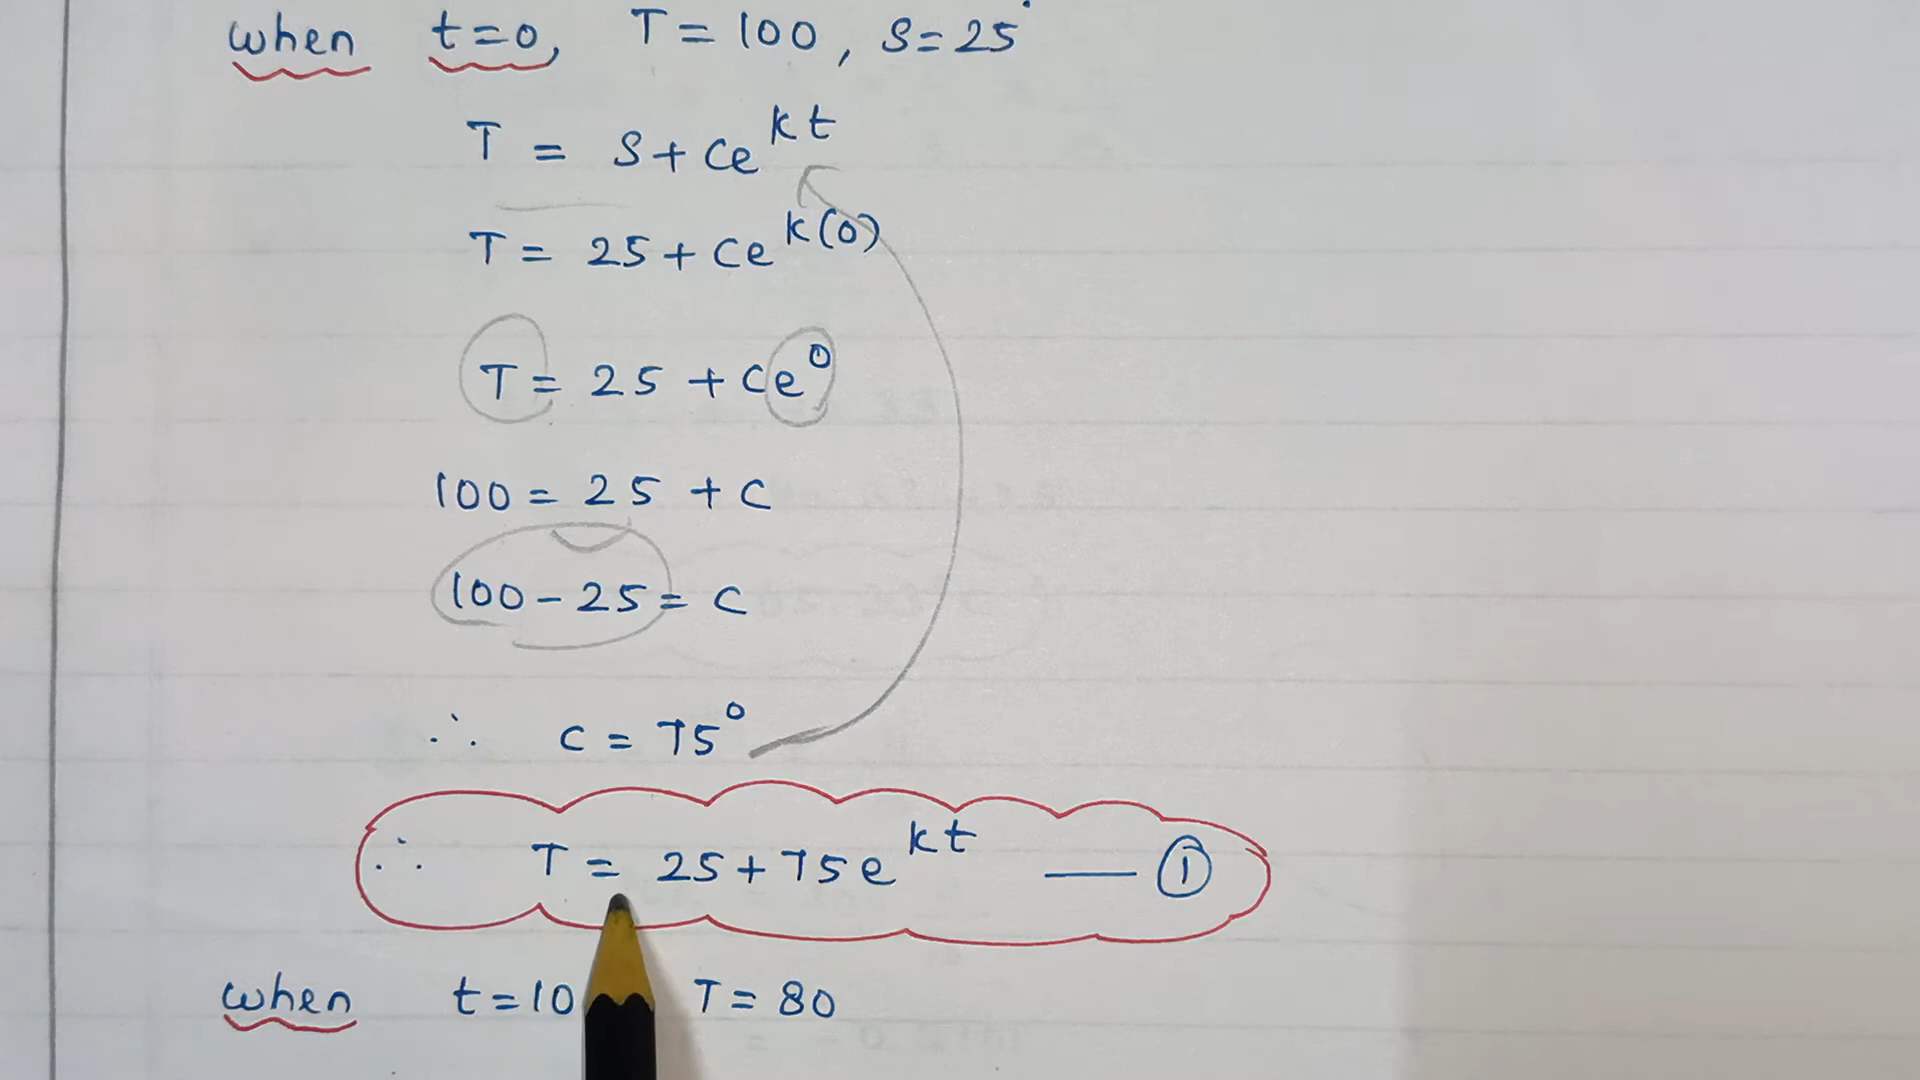 when t=0, T = 100, S = 25°
T = S + Ce^kt
T = 25 + Ce^k(0)
T = 25 + Ce^0
100 = 25 + C
100 - 25 = C
∴ C = 75°
∴ T = 25 + 75e^kt — ①
when t=10 T = 80